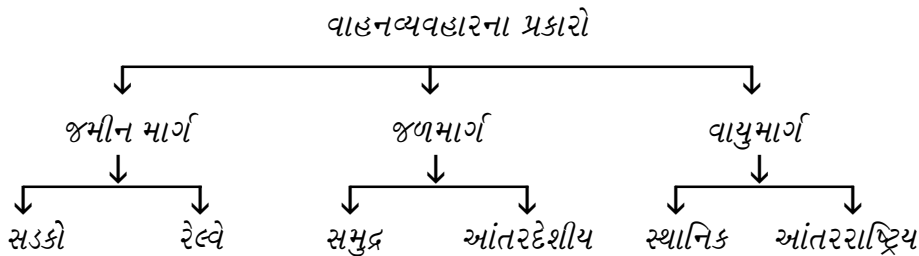 વાહનવ્યવહારના પ્રકારો
જમીન માર્ગ જળમાર્ગ વાયુમાર્ગ
સડકો રેલ્વે સમુદ્ર આંતરદેશીય સ્થાનિક આંતરરાષ્ટ્રિય